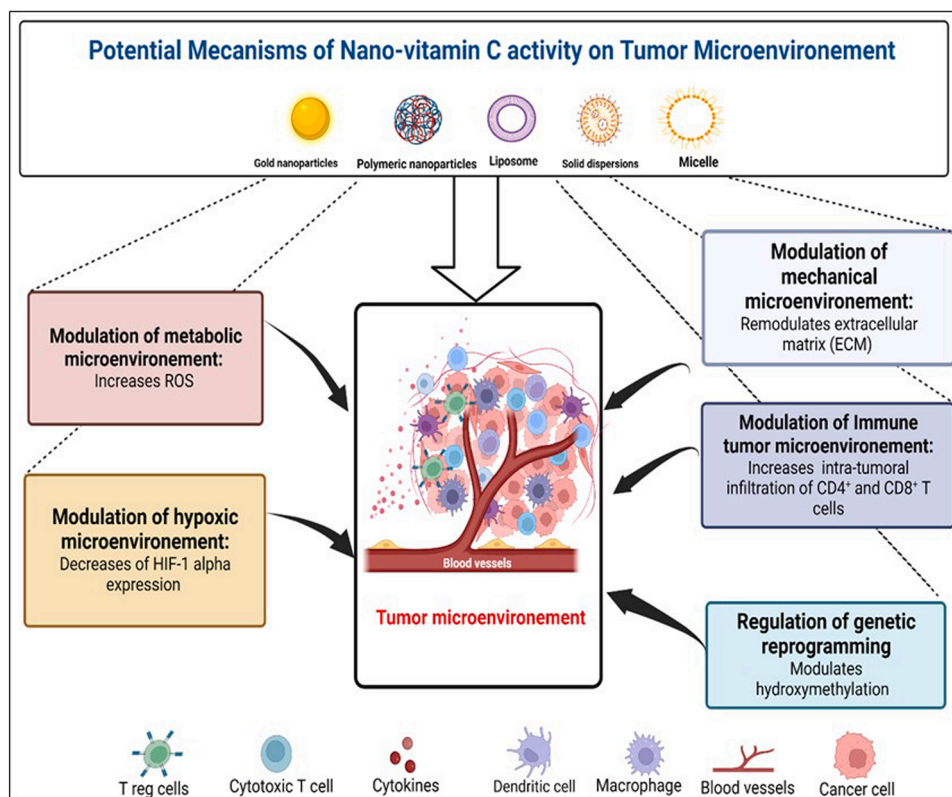 Potential Mecanisms of Nano-vitamin C activity on Tumor Microenvironement
Gold nanoparticles
Polymeric nanoparticles
Liposome
Solid dispersions
Micelle
Modulation of metabolic
microenvironement:
Increases ROS
Modulation of hypoxic
microenvironement:
Decreases of HIF-1 alpha
expression
Modulation of
mechanical
microenvironement:
Remodulates extracellular
matrix (ECM)
Modulation of Immune
tumor microenvironement:
Increases intra-tumoral
infiltration of CD4⁺ and CD8⁺ T
cells
Regulation of genetic
reprogramming
Modulates
hydroxymethylation
Blood vessels
Tumor microenvironement
T reg cells
Cytotoxic T cell
Cytokines
Dendritic cell
Macrophage
Blood vessels
Cancer cell